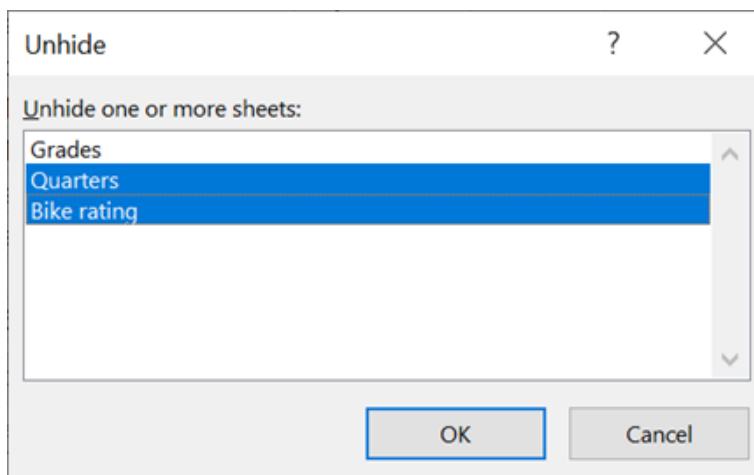 Unhide ?
Unhide one or more sheets:
Grades
Quarters
Bike rating
OK Cancel